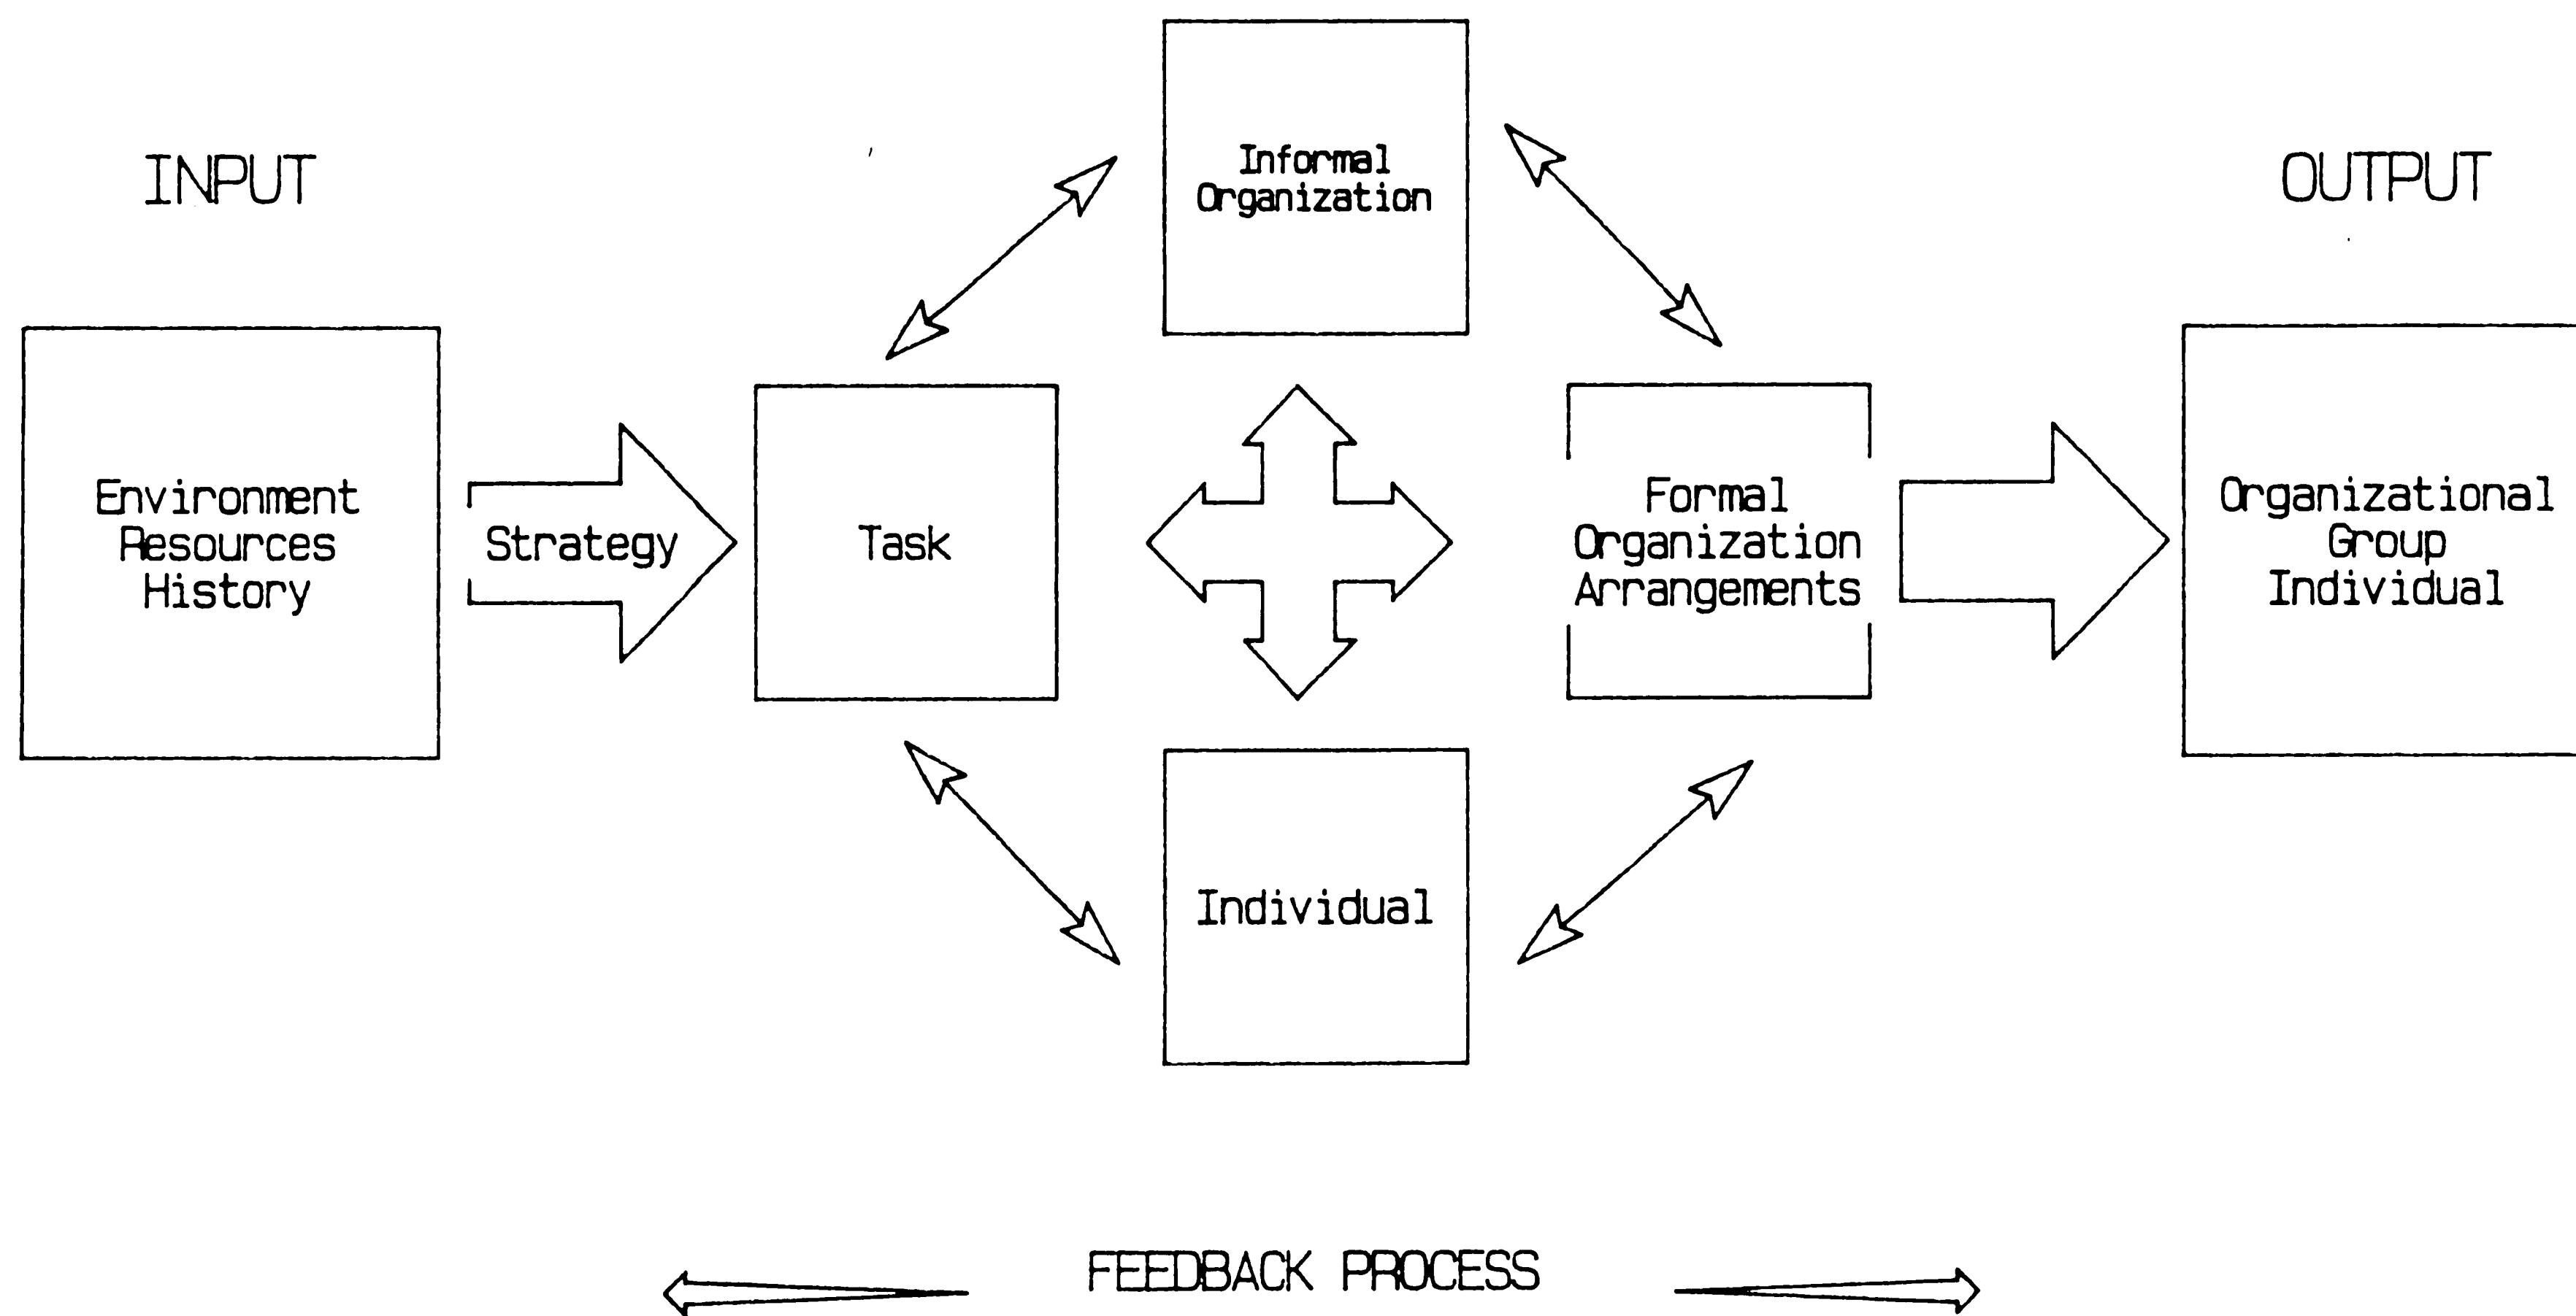 INPUT
OUTPUT
Informal
Organization
Environment
Resources
History
Strategy
Task
Formal
Organization
Arrangements
Organizational
Group
Individual
Individual
FEEDBACK PROCESS